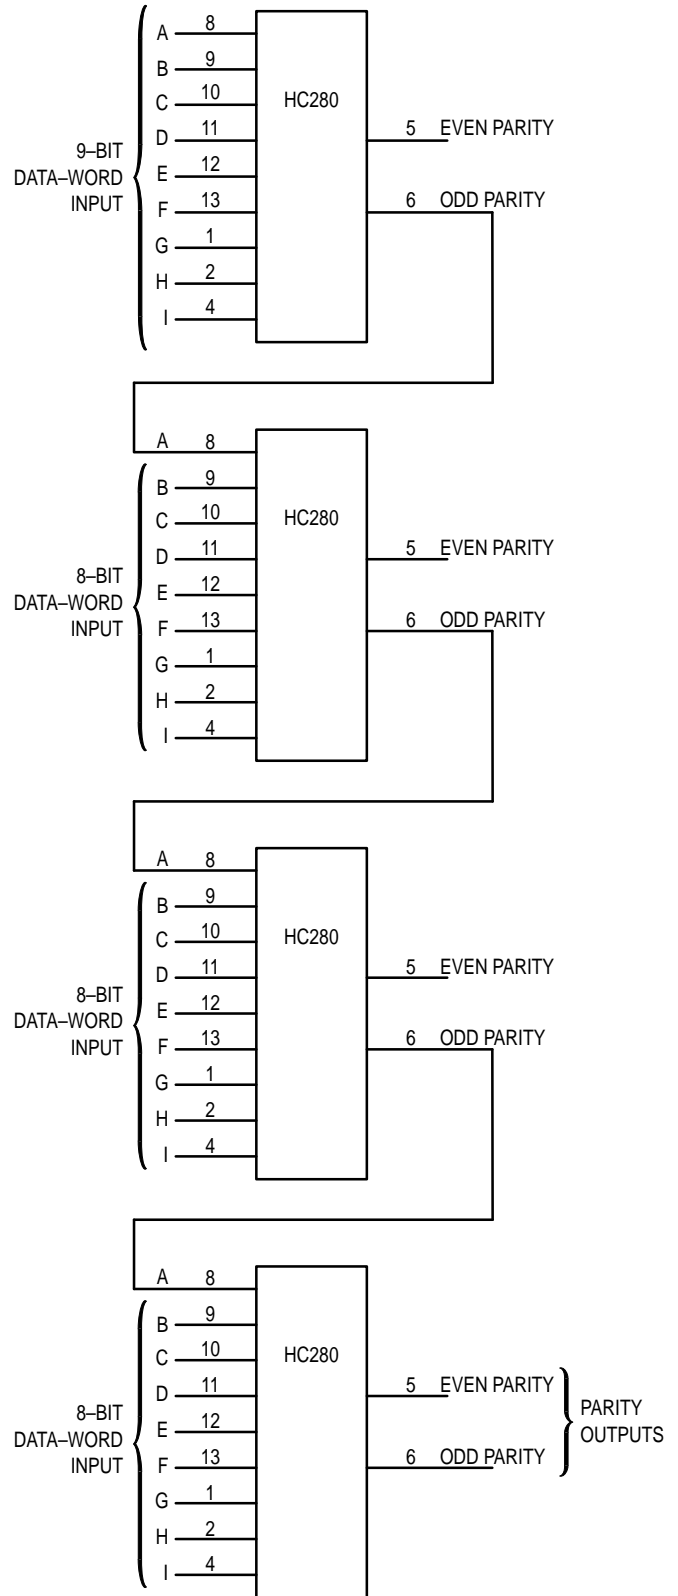 A 8
B 9
HC280
C 10
D 11
5 EVEN PARITY
9–BIT
DATA–WORD
INPUT
E 12
F 13
6 ODD PARITY
G 1
H 2
I 4
A 8
B 9
HC280
C 10
D 11
5 EVEN PARITY
8–BIT
DATA–WORD
INPUT
E 12
F 13
6 ODD PARITY
G 1
H 2
I 4
A 8
B 9
HC280
C 10
D 11
5 EVEN PARITY
8–BIT
DATA–WORD
INPUT
E 12
F 13
6 ODD PARITY
G 1
H 2
I 4
A 8
B 9
HC280
C 10
D 11
5 EVEN PARITY
8–BIT
DATA–WORD
INPUT
E 12
F 13
6 ODD PARITY
PARITY
OUTPUTS
G 1
H 2
I 4